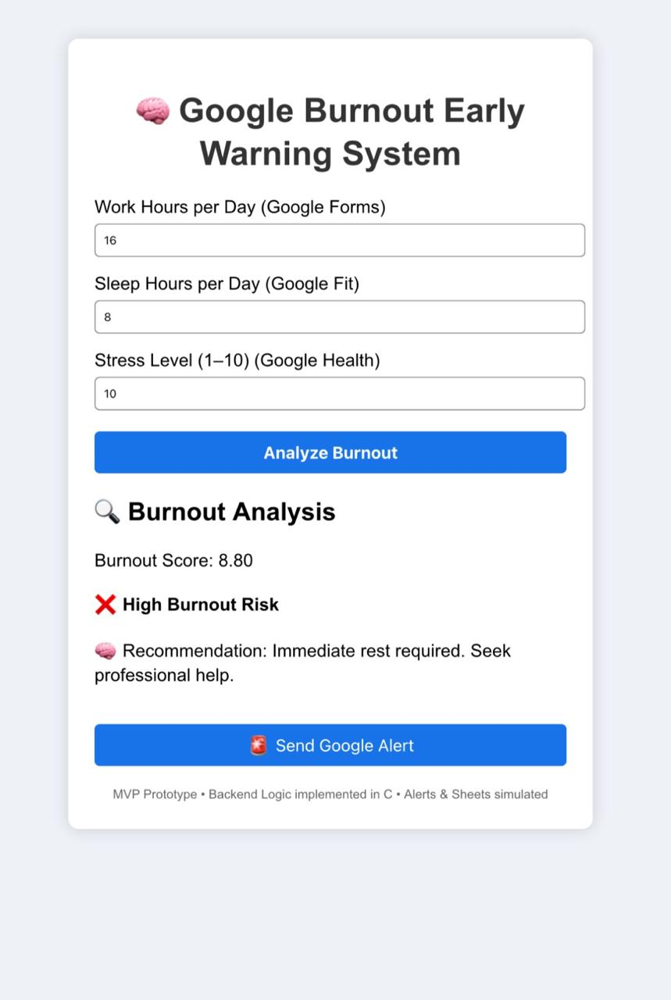 🧠 Google Burnout Early
Warning System
Work Hours per Day (Google Forms)
16
Sleep Hours per Day (Google Fit)
8
Stress Level (1–10) (Google Health)
10
Analyze Burnout
🔍 Burnout Analysis
Burnout Score: 8.80
❌ High Burnout Risk
🧠 Recommendation: Immediate rest required. Seek
professional help.
🚨 Send Google Alert
MVP Prototype • Backend Logic implemented in C • Alerts & Sheets simulated